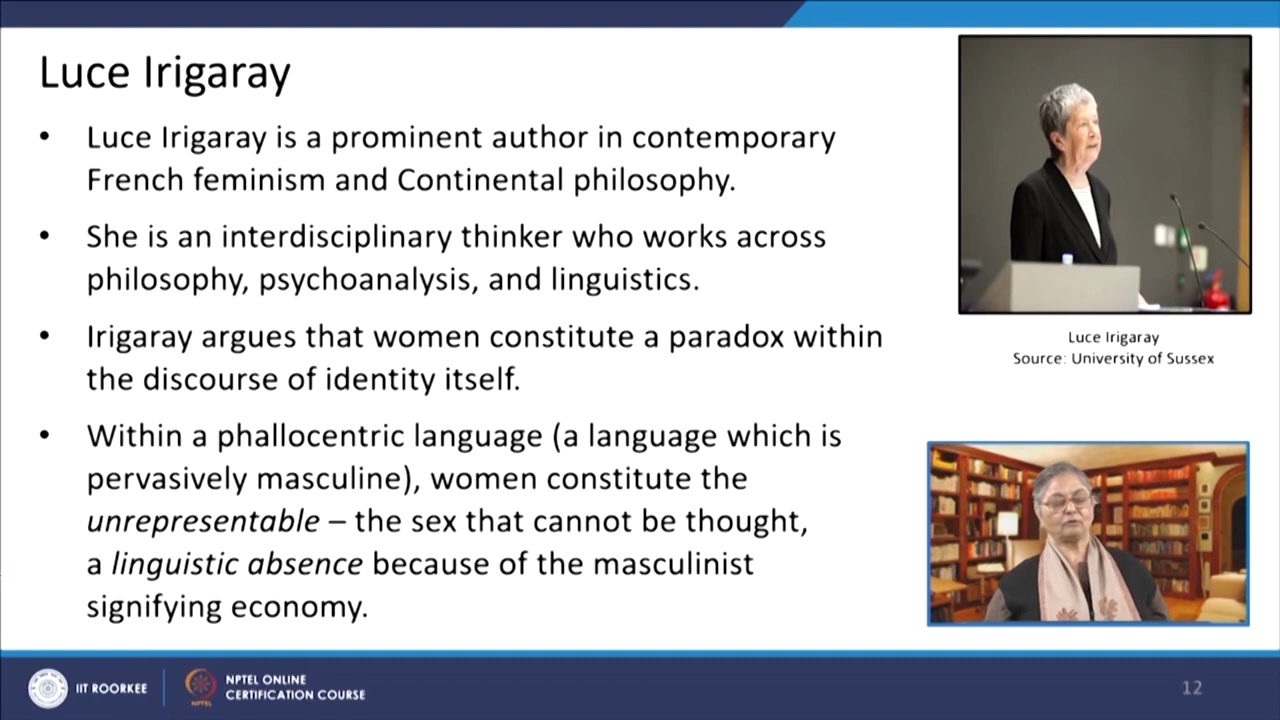 Luce Irigaray
• Luce Irigaray is a prominent author in contemporary
French feminism and Continental philosophy.
• She is an interdisciplinary thinker who works across
philosophy, psychoanalysis, and linguistics.
• Irigaray argues that women constitute a paradox within
the discourse of identity itself.
• Within a phallocentric language (a language which is
pervasively masculine), women constitute the
unrepresentable – the sex that cannot be thought,
a linguistic absence because of the masculinist
signifying economy.
Luce Irigaray
Source: University of Sussex
IIT ROORKEE
NPTEL
NPTEL ONLINE
CERTIFICATION COURSE
12